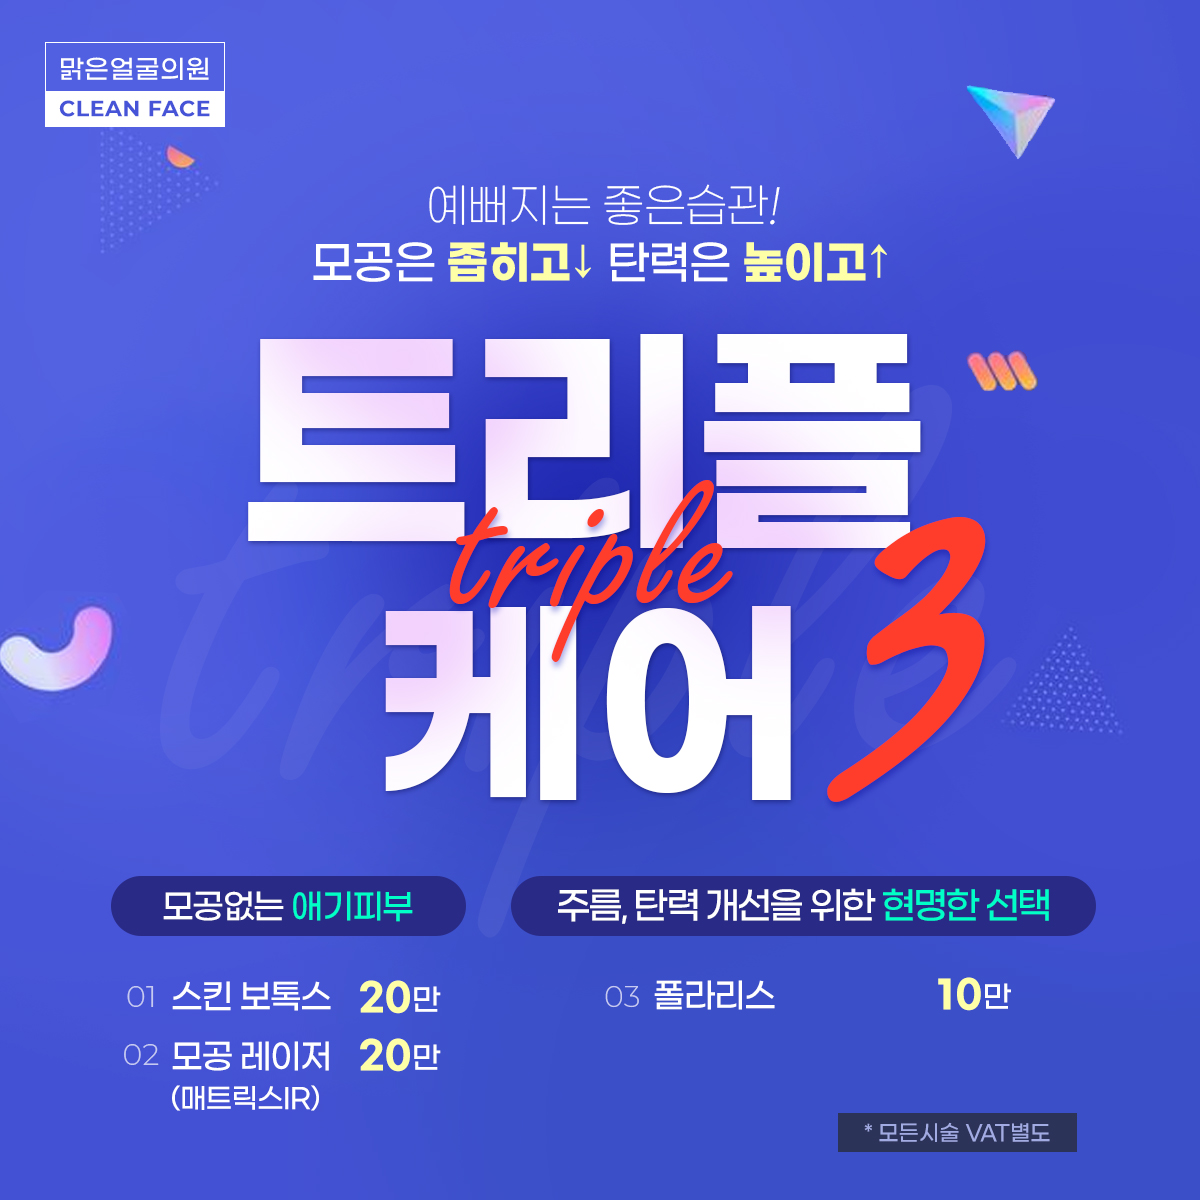 맑은얼굴의원
CLEAN FACE
예뻐지는 좋은습관!
모공은 좁히고↓ 탄력은 높이고↑
트리플
triple
케어 3
triple
모공없는 애기피부
01 스킨 보톡스 20만
02 모공 레이저 20만
(매트릭스IR)
주름, 탄력 개선을 위한 현명한 선택
03 폴라리스 10만
* 모든시술 VAT별도